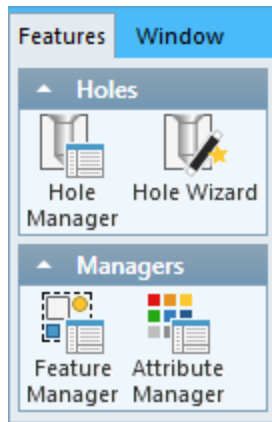 Features Window
Holes
Hole Manager Hole Wizard
Managers
Feature Manager Attribute Manager